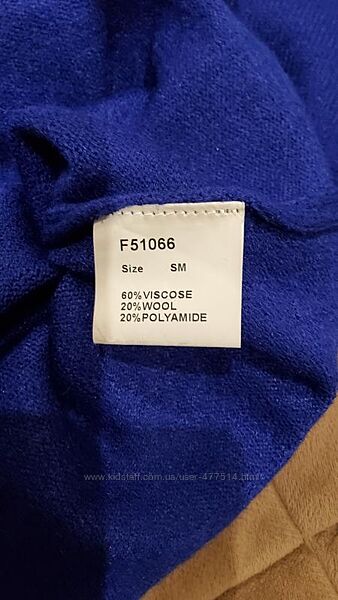 F51066
Size SM
60%VISCOSE
20%WOOL
20%POLYAMIDE
www.kidstaff.com.ua/user-477514.html